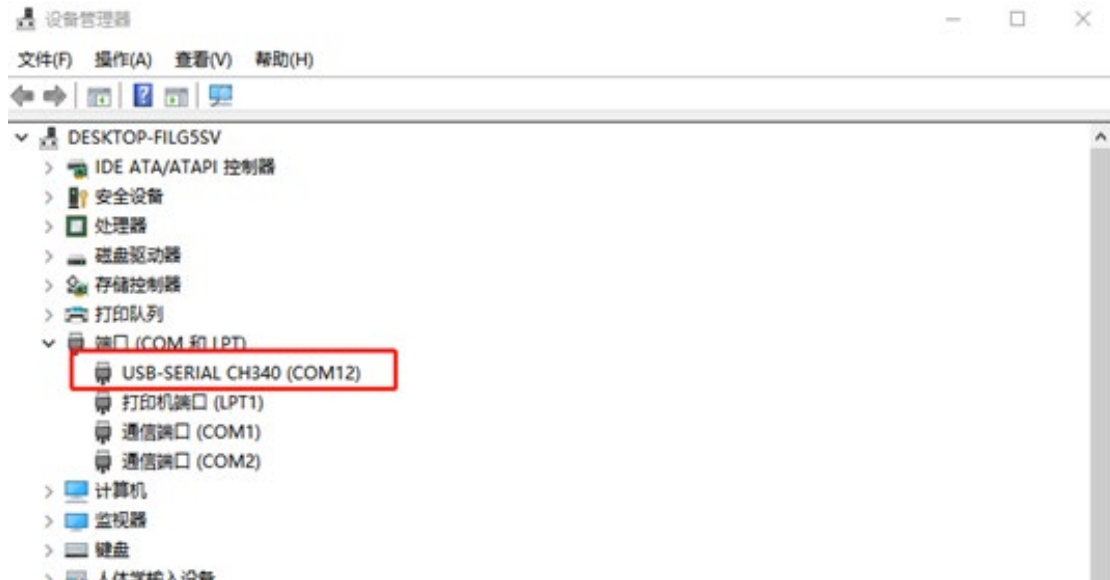 设备管理器
文件(F) 操作(A) 查看(V) 帮助(H)
DESKTOP-FILG5SV
IDE ATA/ATAPI 控制器
安全设备
处理器
磁盘驱动器
存储控制器
打印队列
端口 (COM 和 LPT)
USB-SERIAL CH340 (COM12)
打印机端口 (LPT1)
通信端口 (COM1)
通信端口 (COM2)
计算机
监视器
键盘
人体学输入设备